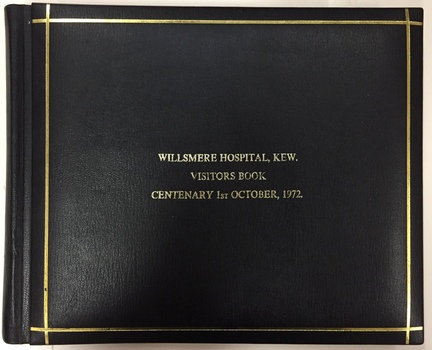 WILLSMERE HOSPITAL, KEW.
VISITORS BOOK
CENTENARY 1ST OCTOBER, 1972.